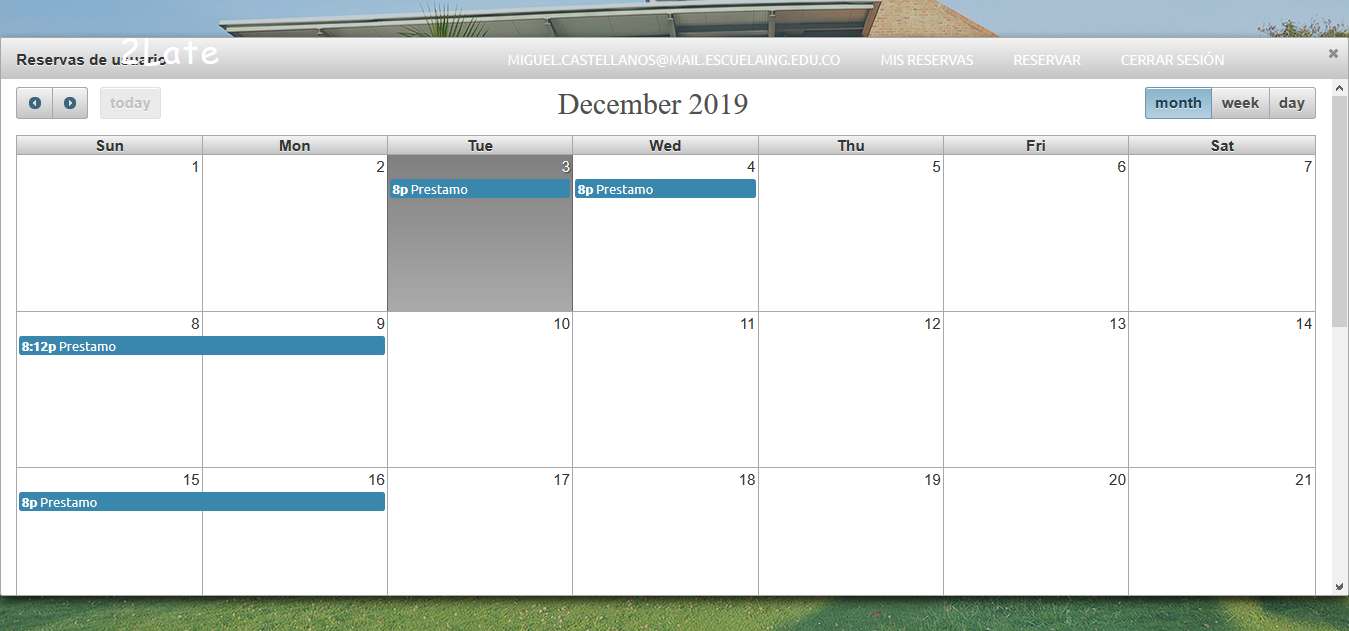 2Late
Reservas de usuario
MIGUEL.CASTELLANOS@MAIL.ESCUELAING.EDU.CO MIS RESERVAS RESERVAR CERRAR SESIÓN
today December 2019 month week day
Sun Mon Tue Wed Thu Fri Sat
1 2 3 4 5 6 7
8p Prestamo 8p Prestamo
8 9 10 11 12 13 14
8:12p Prestamo
15 16 17 18 19 20 21
8p Prestamo